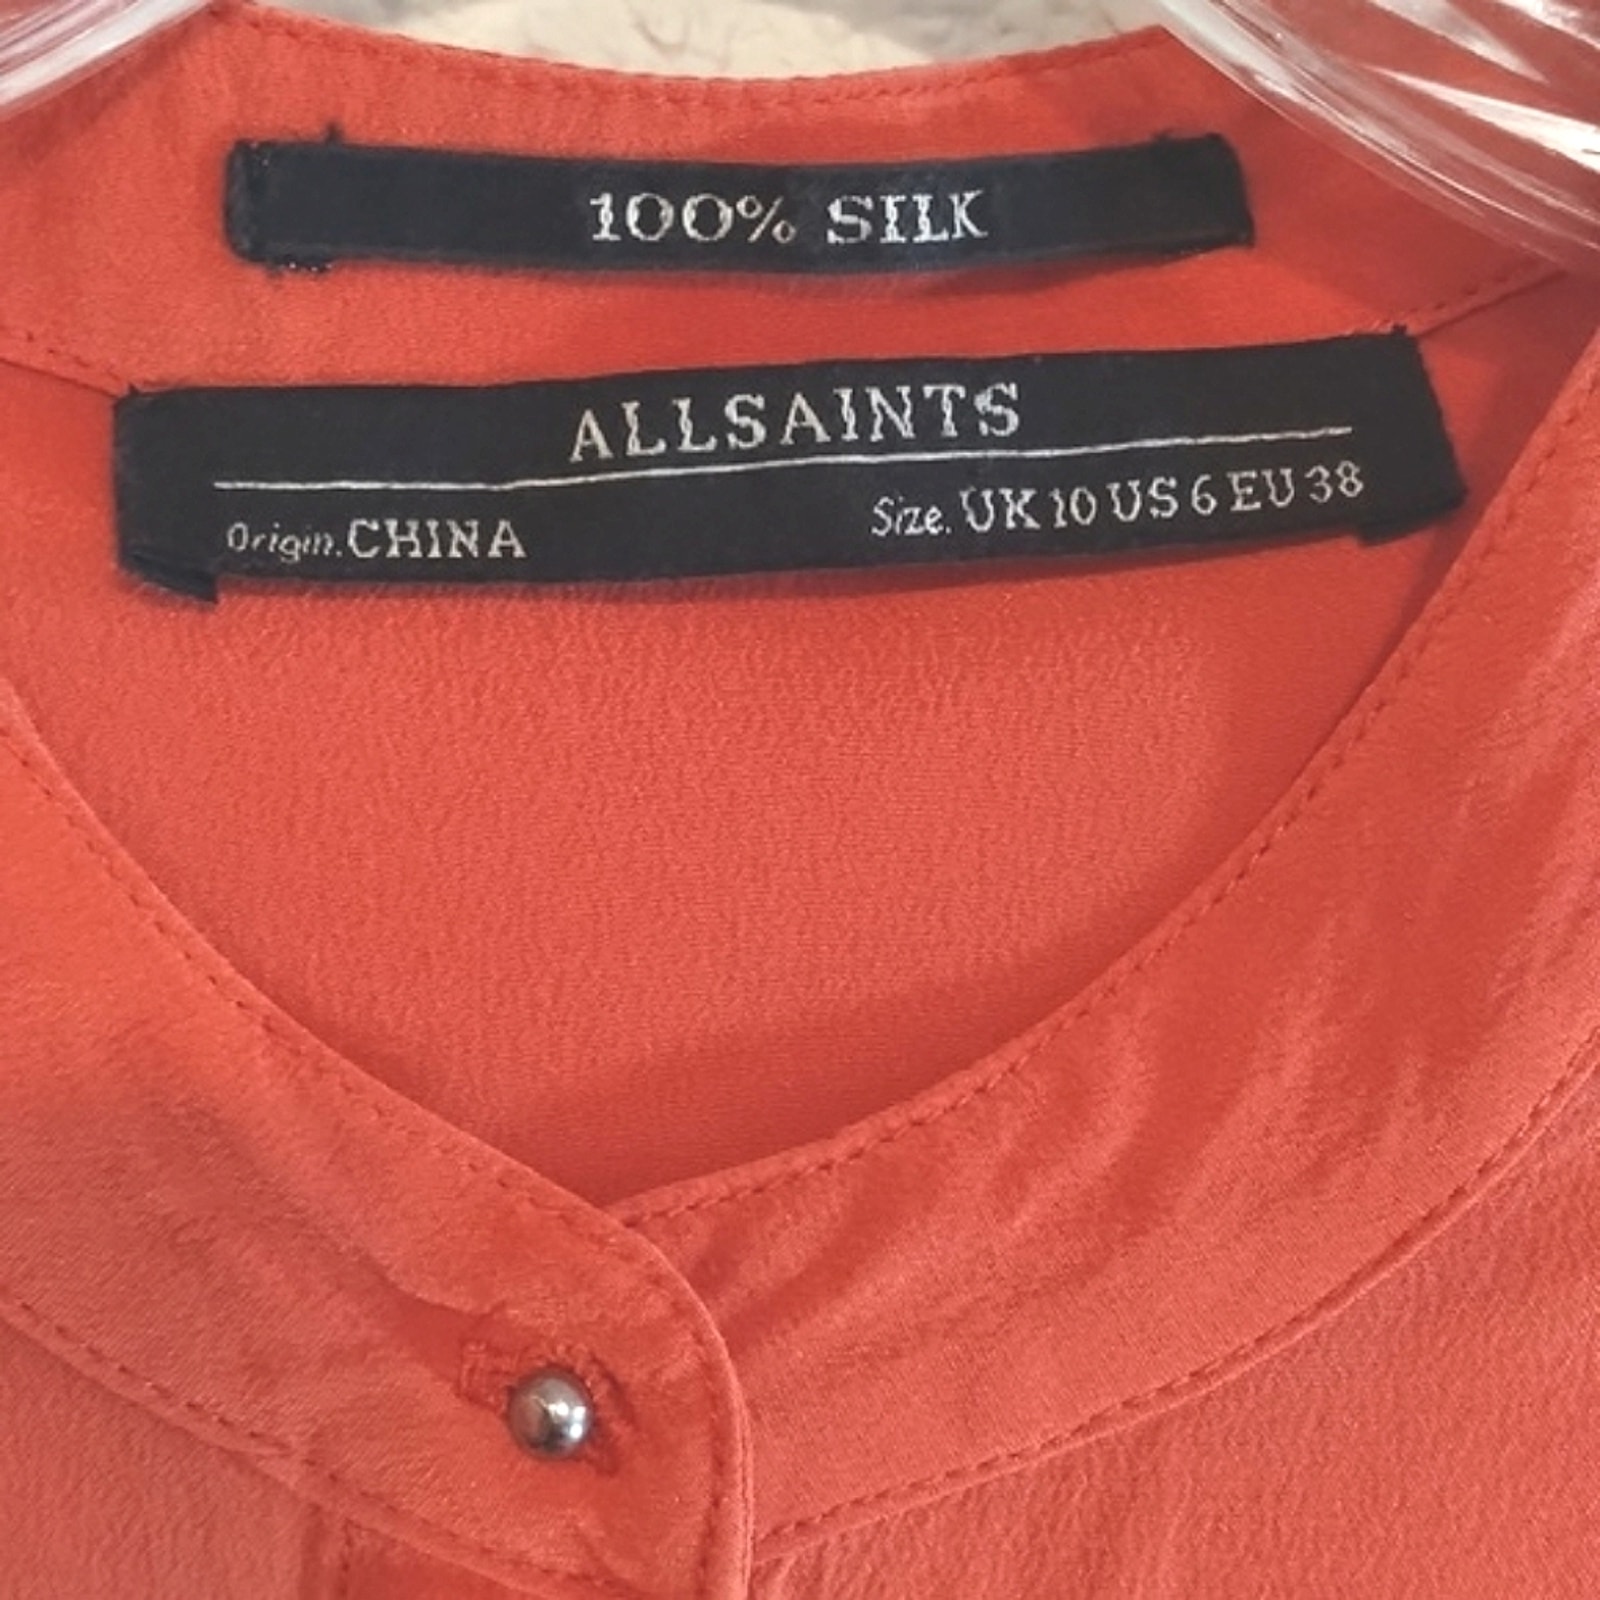 100% SILK
ALLSAINTS
Origin. CHINA
Size. UK 10 US 6 EU 38